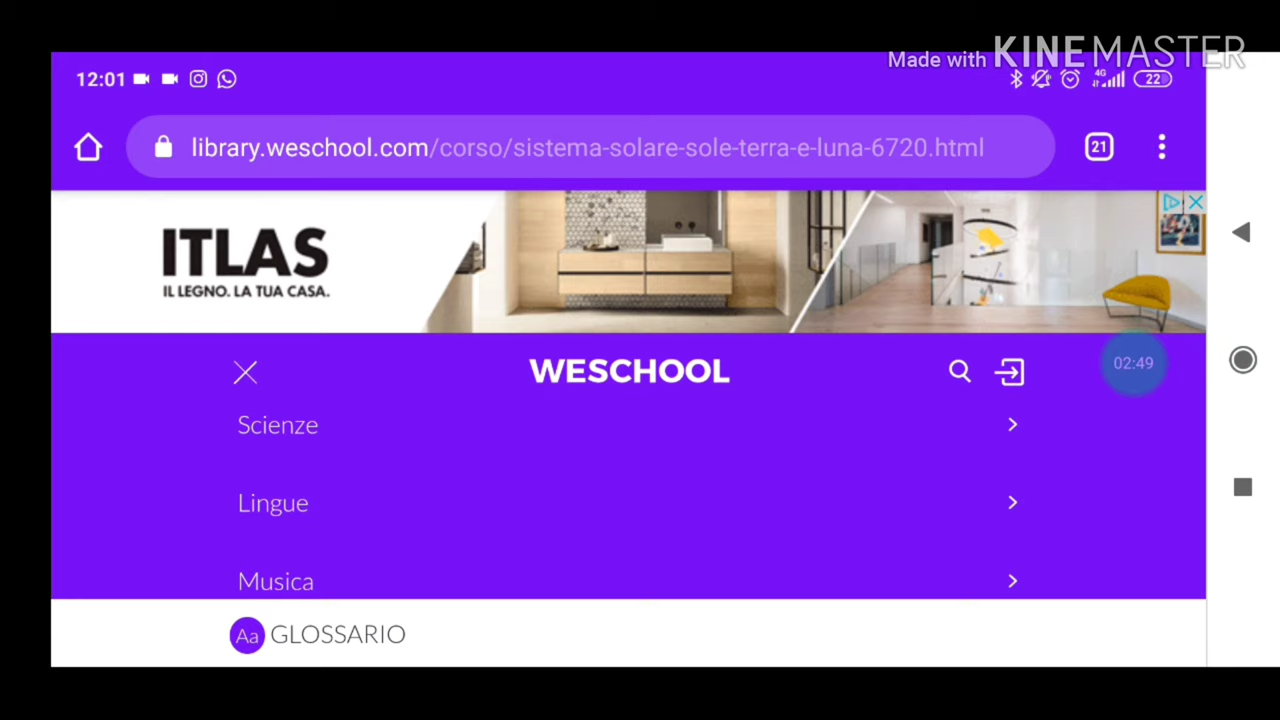 Made with KINEMASTER
12:01
4G
22
library.weschool.com/corso/sistema-solare-sole-terra-e-luna-6720.html
21
ITLAS
IL LEGNO. LA TUA CASA.
WESCHOOL
02:49
Scienze
Lingue
Musica
Aa GLOSSARIO